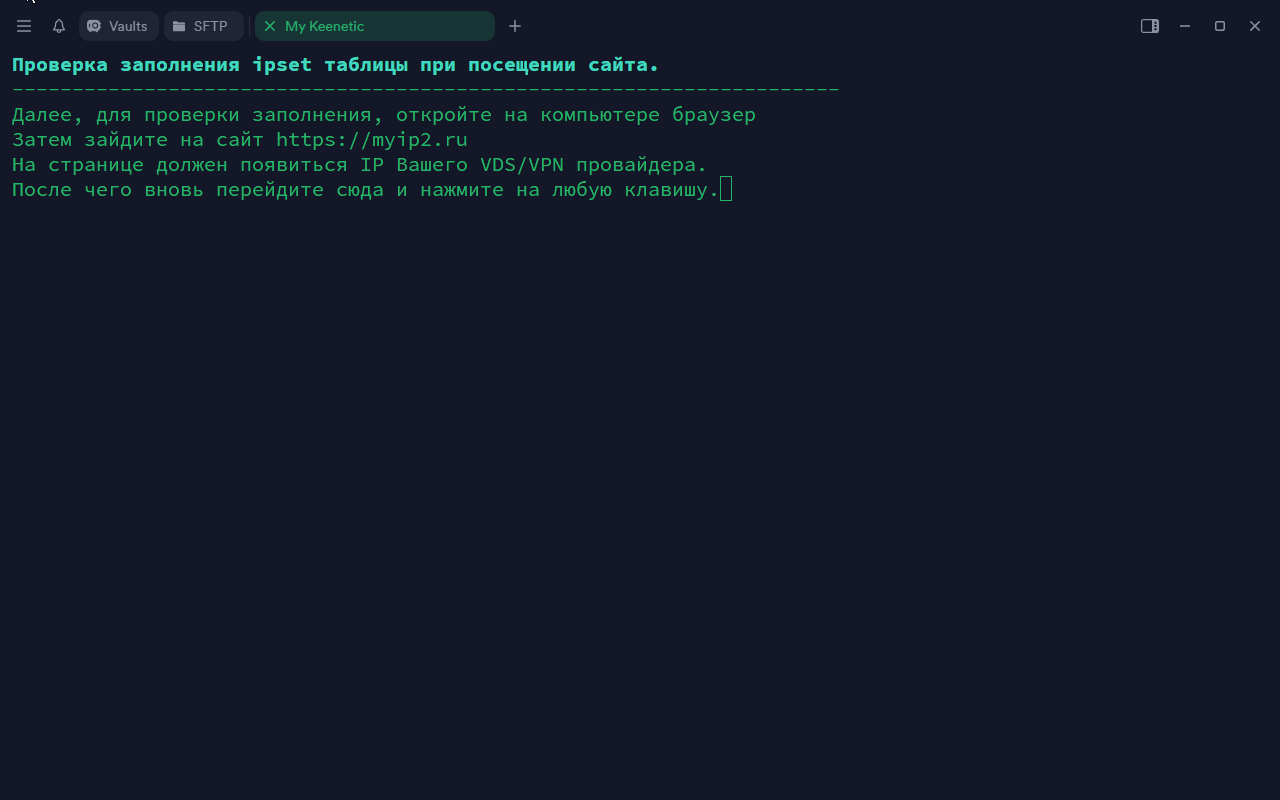 Vaults
SFTP
My Keenetic
Проверка заполнения ipset таблицы при посещении сайта.
---------------------------------------------------------------------
Далее, для проверки заполнения, откройте на компьютере браузер
Затем зайдите на сайт https://myip2.ru
На странице должен появиться IP Вашего VDS/VPN провайдера.
После чего вновь перейдите сюда и нажмите на любую клавишу.